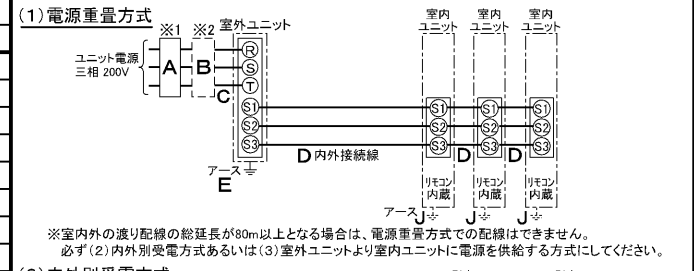 (1)電源重畳方式
※1 ※2 室外ユニット 室内ユニット 室内ユニット 室内ユニット
ユニット電源
三相 200V
A B
R
S
T
C
S1 S1 S1 S1
S2 S2 S2 S2
S3 S3 S3 S3
D 内外接続線 D D
アース
E
リモコン内蔵 リモコン内蔵 リモコン内蔵
アース J J J
※室内外の渡り配線の総延長が80m以上となる場合は、電源重畳方式での配線はできません。
必ず(2)内外別受電方式あるいは(3)室外ユニットより室内ユニットに電源を供給する方式にしてください。